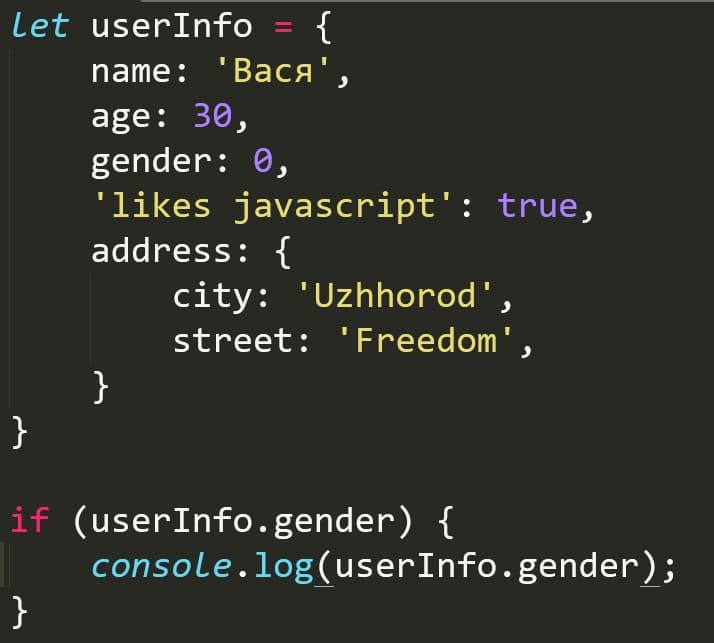 let userInfo = {
    name: 'Вася',
    age: 30,
    gender: 0,
    'likes javascript': true,
    address: {
        city: 'Uzhhorod',
        street: 'Freedom',
    }
}

if (userInfo.gender) {
    console.log(userInfo.gender);
}